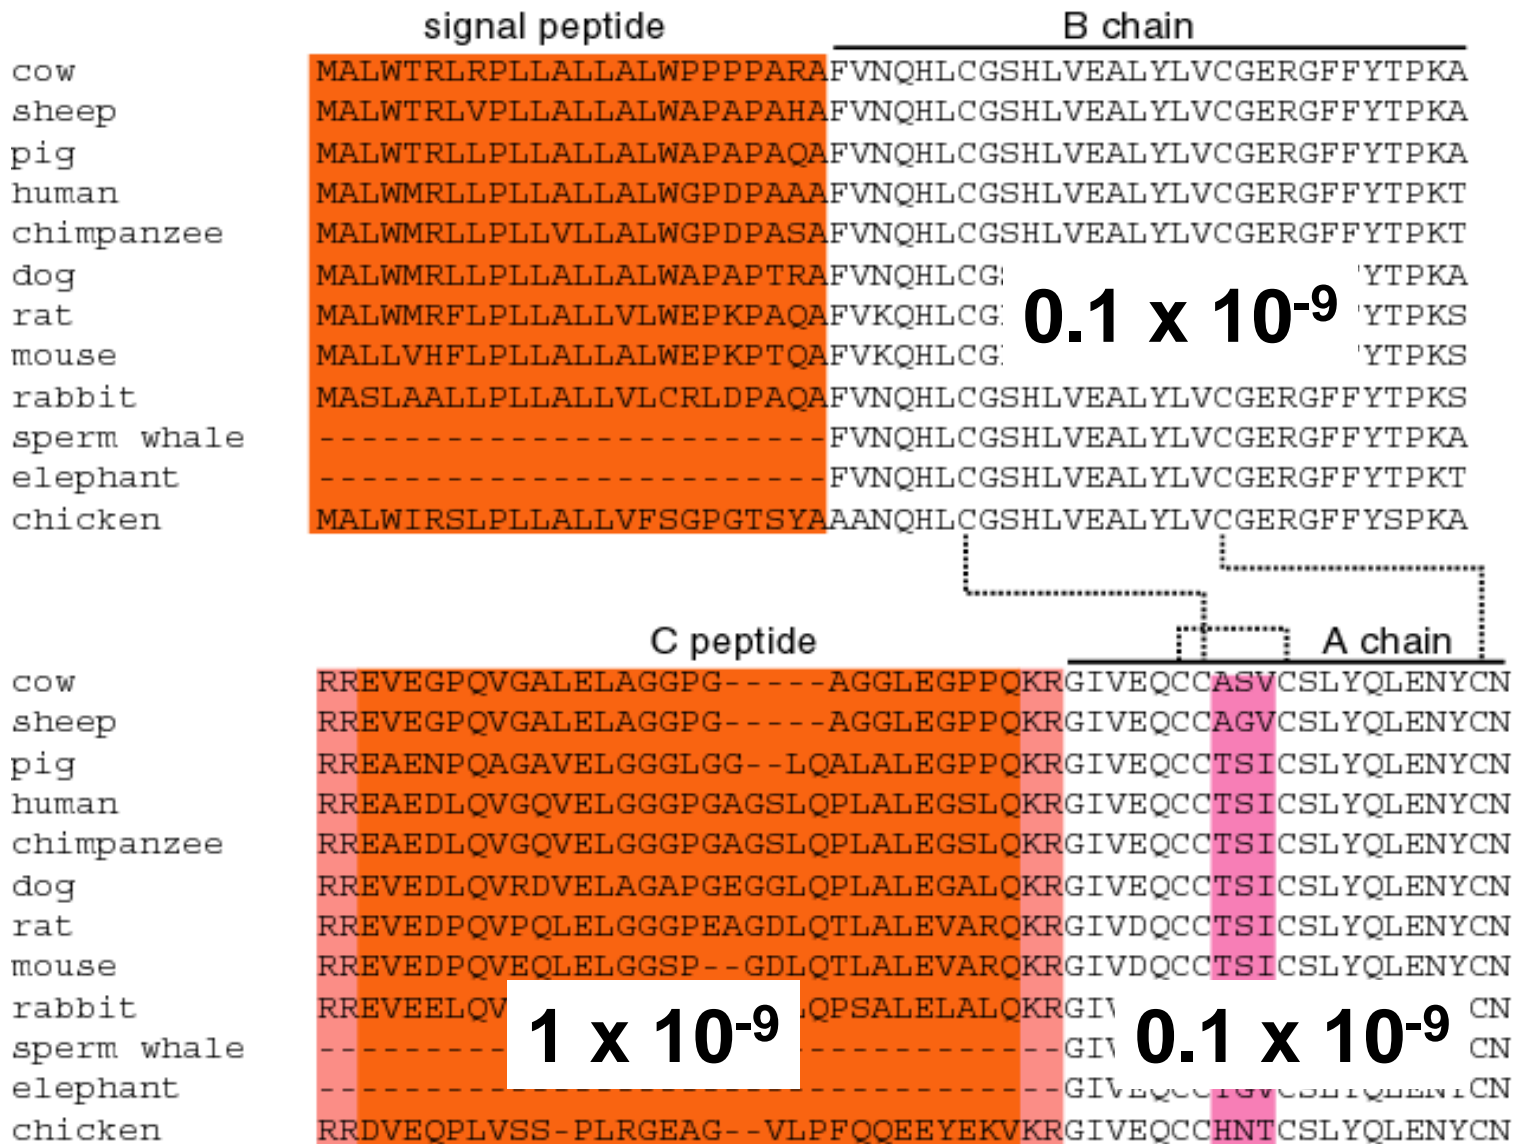 signal peptide B chain
cow MALWTRLRPLLALLALWPPPPARAFVNQHLCGSHLVEALYLVCGERGFFYTPKA
sheep MALWTRLVPLLALLALWAPAPAHAFVNQHLCGSHLVEALYLVCGERGFFYTPKA
pig MALWTRLLPLLALLALWAPAPAQAFVNQHLCGSHLVEALYLVCGERGFFYTPKA
human MALWMRLLPLLALLALWGPDPAAAFVNQHLCGSHLVEALYLVCGERGFFYTPKT
chimpanzee MALWMRLLPLLVLLALWGPDPASAFVNQHLCGSHLVEALYLVCGERGFFYTPKT
dog MALWMRLLPLLALLALWAPAPTRAFVNQHLCG YTPKA
rat MALWMRFLPLLALLVLWEPKPAQAFVKQHLCG YTPKS
0.1 x 10-9
mouse MALLVHFLPLLALLALWEPKPTQAFVKQHLCG YTPKS
rabbit MASLAALLPLLALLVLCRLDPAQAFVNQHLCGSHLVEALYLVCGERGFFYTPKS
sperm whale ------------------------FVNQHLCGSHLVEALYLVCGERGFFYTPKA
elephant ------------------------FVNQHLCGSHLVEALYLVCGERGFFYTPKT
chicken MALWIRSLPLLALLVFSGPGTSYAAANQHLCGSHLVEALYLVCGERGFFYSPKA
C peptide A chain
cow RREVEGPQVGALELAGGPG-----AGGLEGPPQKRGIVEQCCASVCSLYQLENYCN
sheep RREVEGPQVGALELAGGPG-----AGGLEGPPQKRGIVEQCCAGVCSLYQLENYCN
pig RREAENPQAGAVELGGGLGG--LQALALEGPPQKRGIVEQCCTSICSLYQLENYCN
human RREAEDLQVGQVELGGGPGAGSLQPLALEGSLQKRGIVEQCCTSICSLYQLENYCN
chimpanzee RREAEDLQVGQVELGGGPGAGSLQPLALEGSLQKRGIVEQCCTSICSLYQLENYCN
dog RREVEDLQVRDVELAGAPGEGGLQPLALEGALQKRGIVEQCCTSICSLYQLENYCN
rat RREVEDPQVPQLELGGGPEAGDLQTLALEVARQKRGIVDQCCTSICSLYQLENYCN
mouse RREVEDPQVEQLELGGSP--GDLQTLALEVARQKRGIVDQCCTSICSLYQLENYCN
rabbit RREVEELQV LQPSALELALQKRGIV CN
1 x 10-9 0.1 x 10-9
sperm whale --------- ------------GIV CN
elephant -----------------------------------GIVEQCCTGVCSLYQLENYCN
chicken RRDVEQPLVSS-PLRGEAG--VLPFQQEEYEKVKRGIVEQCCHNTCSLYQLENYCN